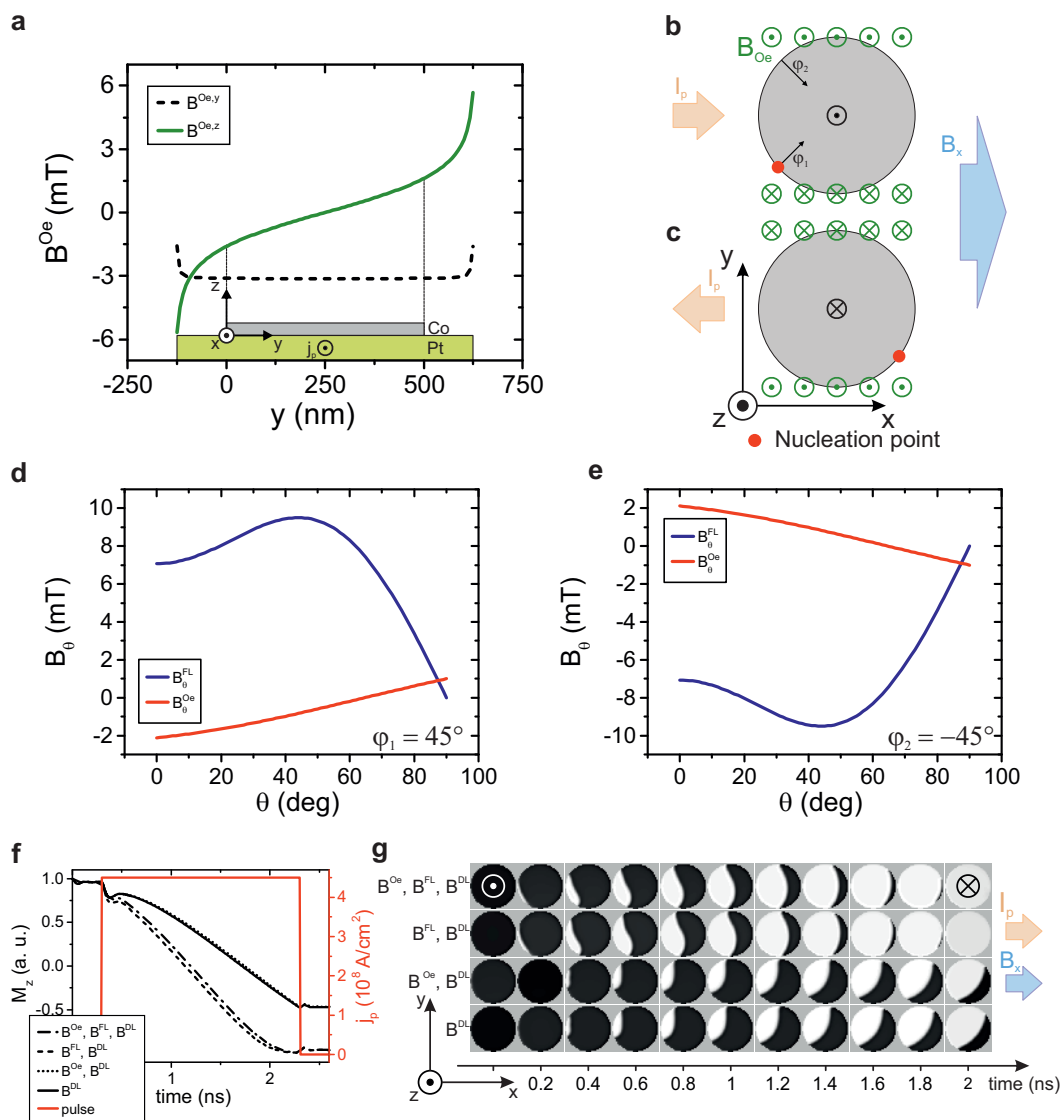 a
B^Oe (mT)
6
3
0
-3
-6
B^Oe,y
B^Oe,z
z
x
y
j_p
Co
Pt
-250
0
250
500
750
y (nm)
b
B_Oe
φ_2
I_p
φ_1
B_x
c
I_p
y
z
x
Nucleation point
d
B_θ (mT)
10
8
6
4
2
0
-2
B_θ^FL
B_θ^Oe
φ_1 = 45°
0
20
40
60
80
100
θ (deg)
e
B_θ (mT)
2
0
-2
-4
-6
-8
-10
B_θ^FL
B_θ^Oe
φ_2 = −45°
0
20
40
60
80
100
θ (deg)
f
M_z (a. u.)
1.0
0.5
0.0
-0.5
B^Oe, B^FL, B^DL
B^FL, B^DL
B^Oe, B^DL
B^DL
pulse
1
2
time (ns)
4
3
2
1
0
j_p (10^8 A/cm^2)
g
B^Oe, B^FL, B^DL
B^FL, B^DL
B^Oe, B^DL
B^DL
I_p
B_x
y
z
x
0.2
0.4
0.6
0.8
1
1.2
1.4
1.6
1.8
2
time (ns)